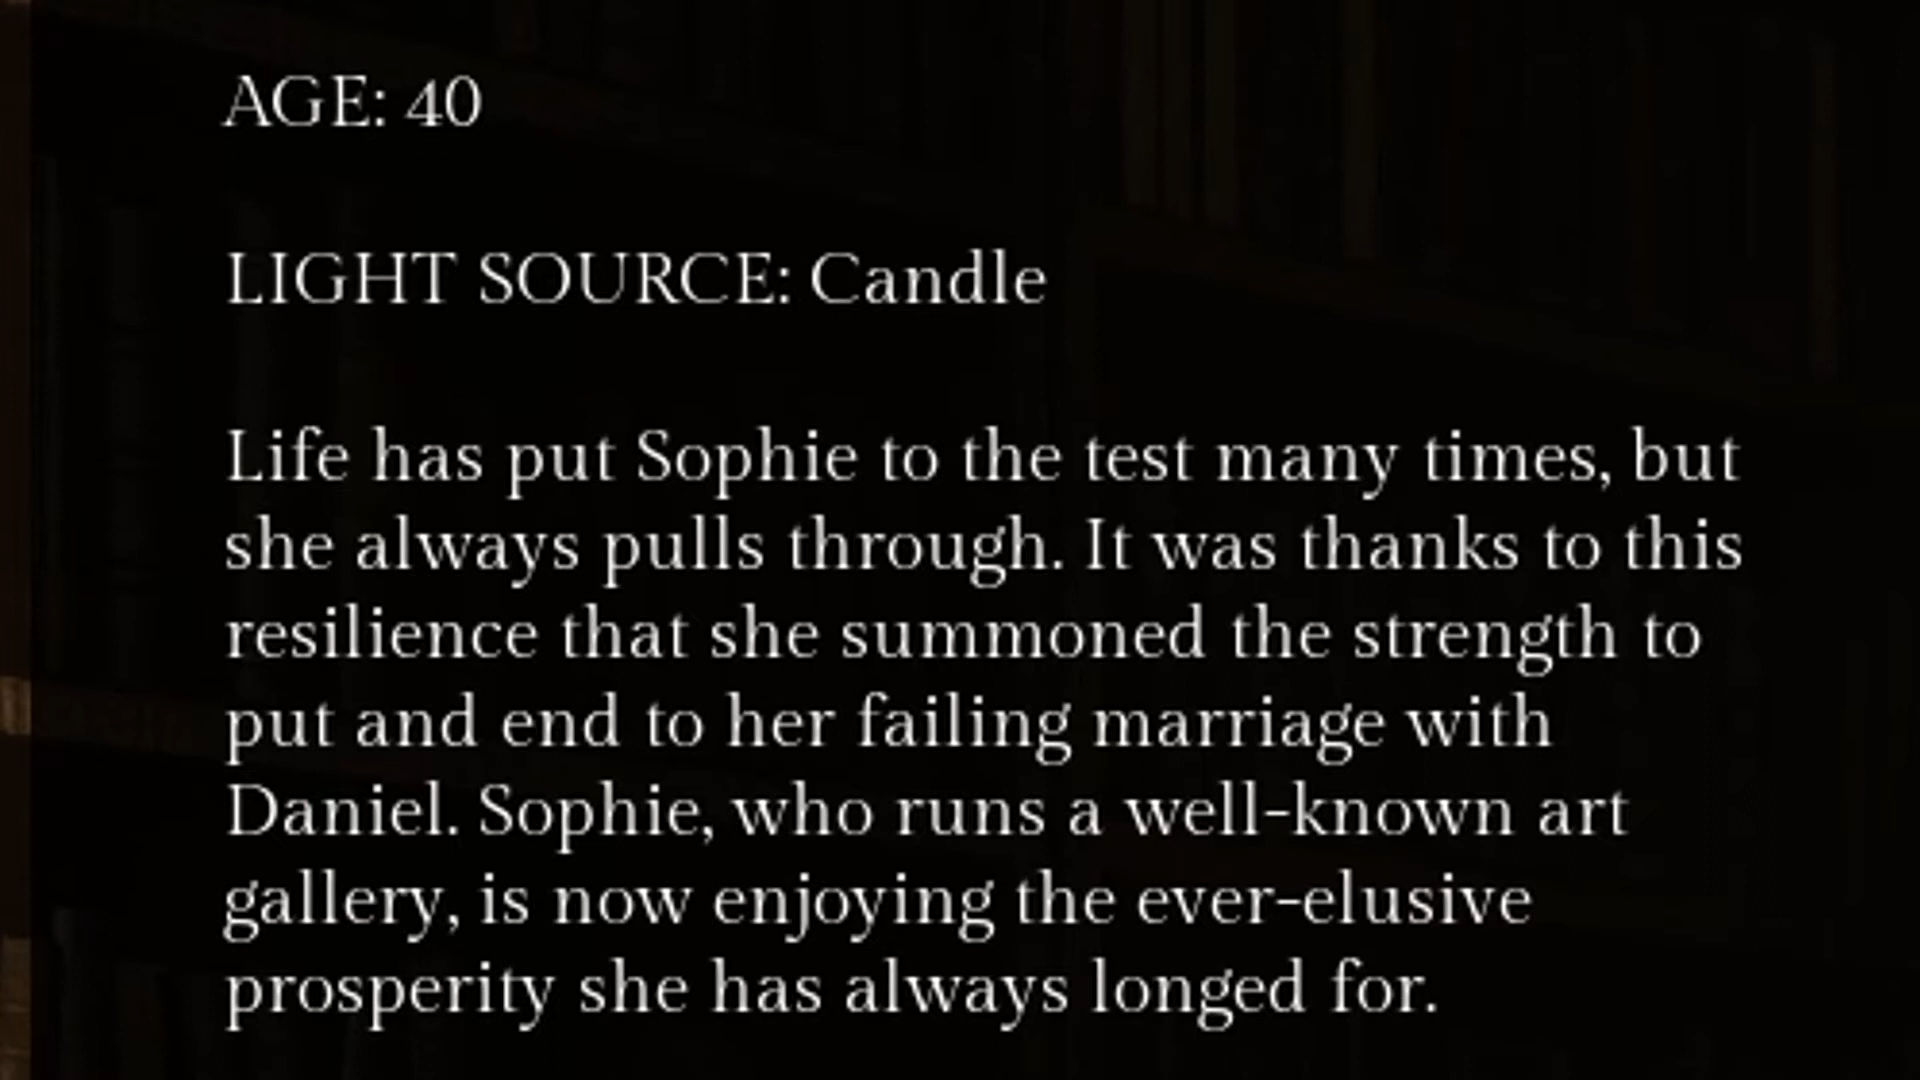 AGE: 40
LIGHT SOURCE: Candle
Life has put Sophie to the test many times, but
she always pulls through. It was thanks to this
resilience that she summoned the strength to
put and end to her failing marriage with
Daniel. Sophie, who runs a well-known art
gallery, is now enjoying the ever-elusive
prosperity she has always longed for.